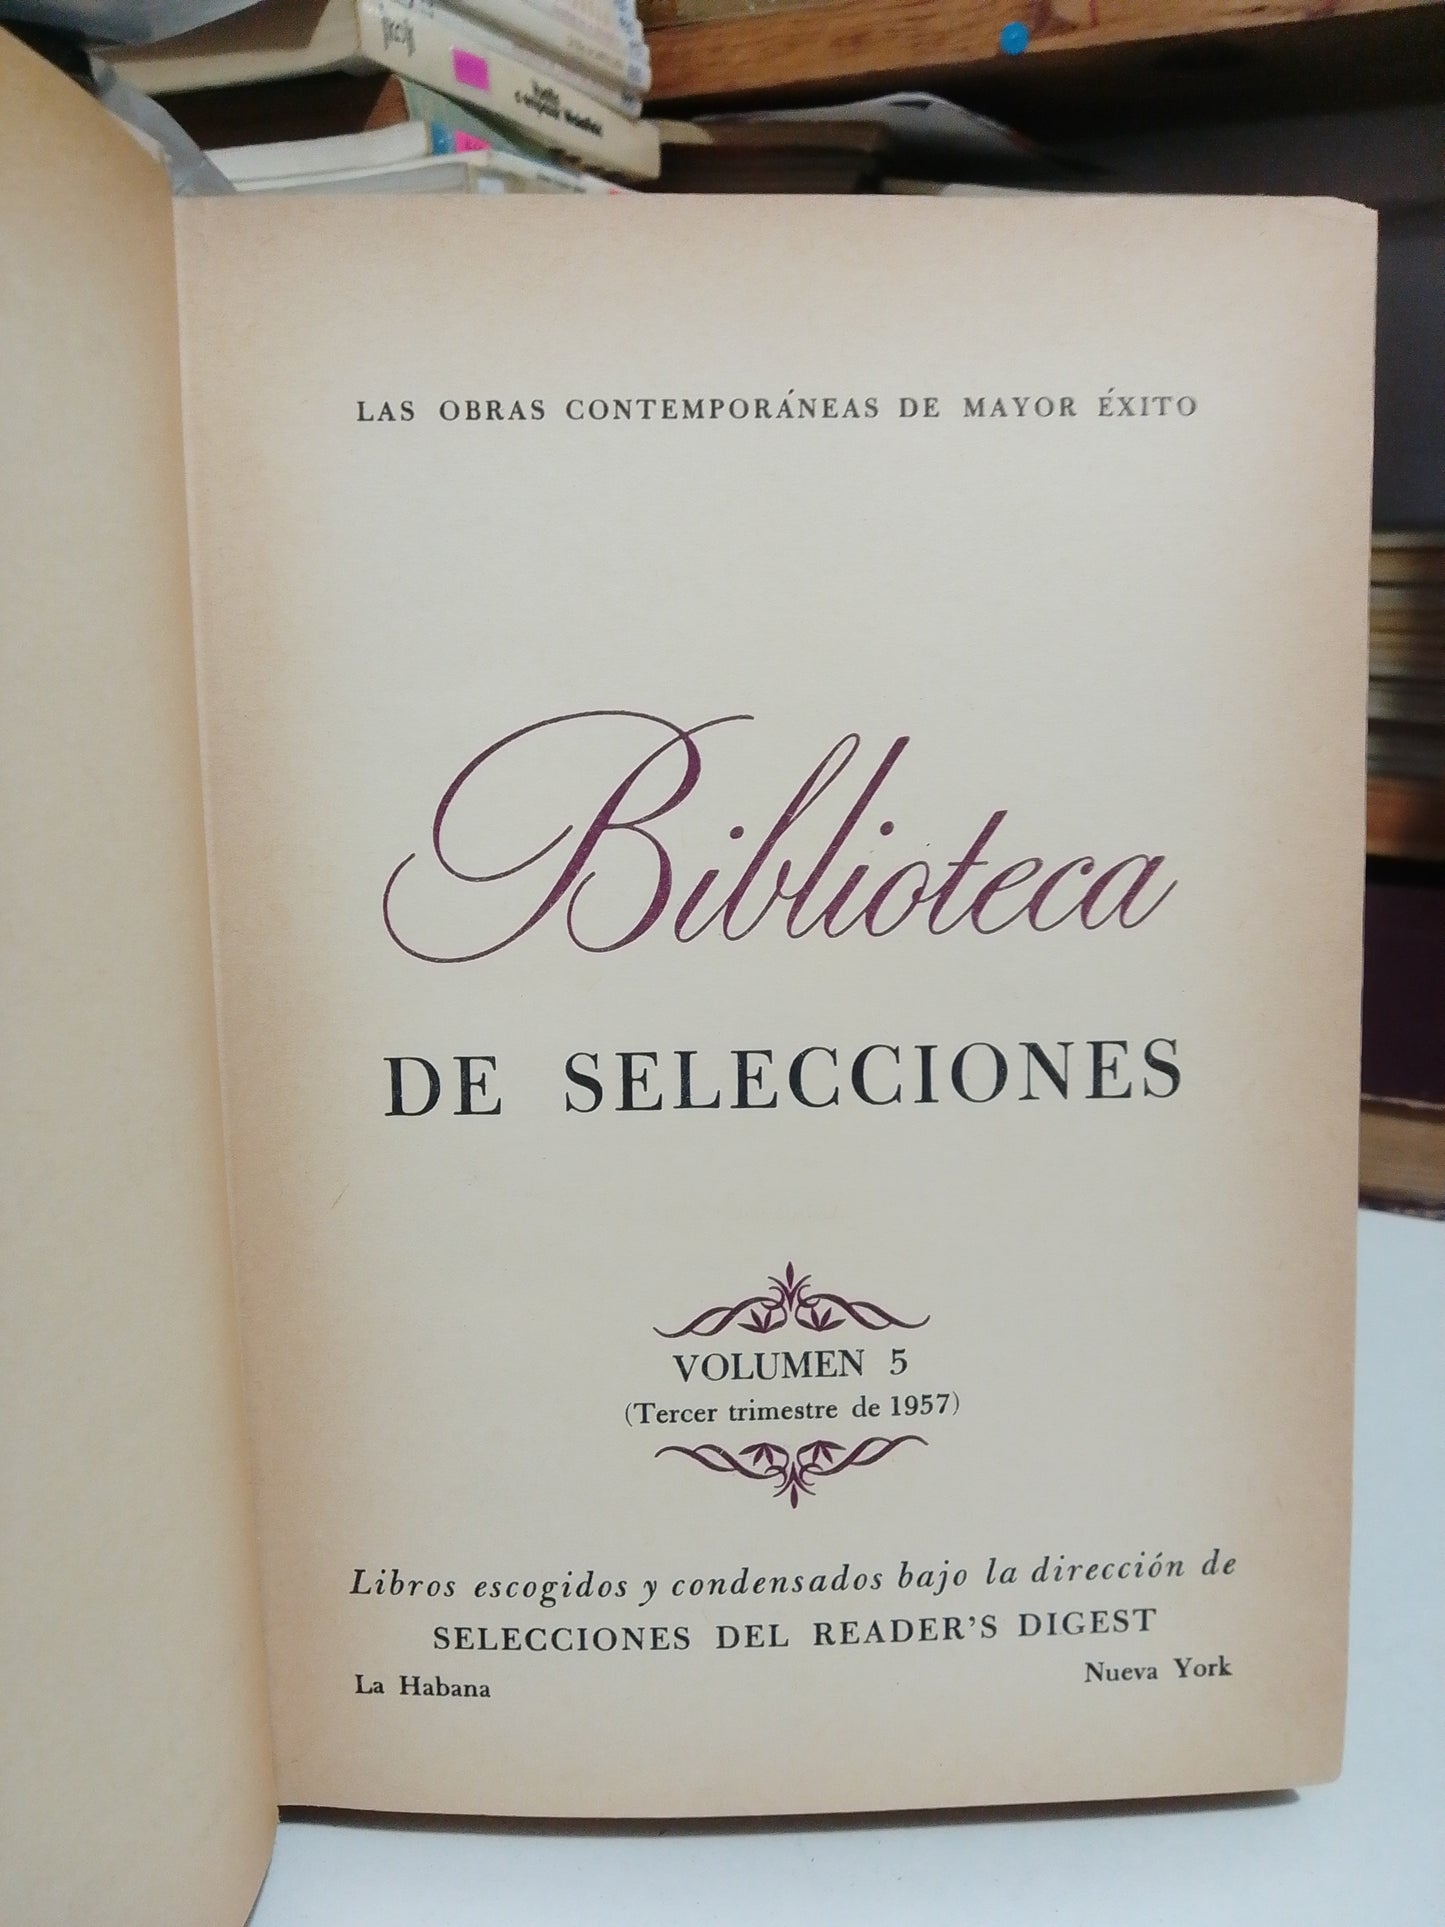 LAS OBRAS CONTEMPORÁNEAS DE MAYOR ÉXITO
Biblioteca
DE SELECCIONES
VOLUMEN 5
(Tercer trimestre de 1957)
Libros escogidos y condensados bajo la dirección de
SELECCIONES DEL READER'S DIGEST
La Habana Nueva York